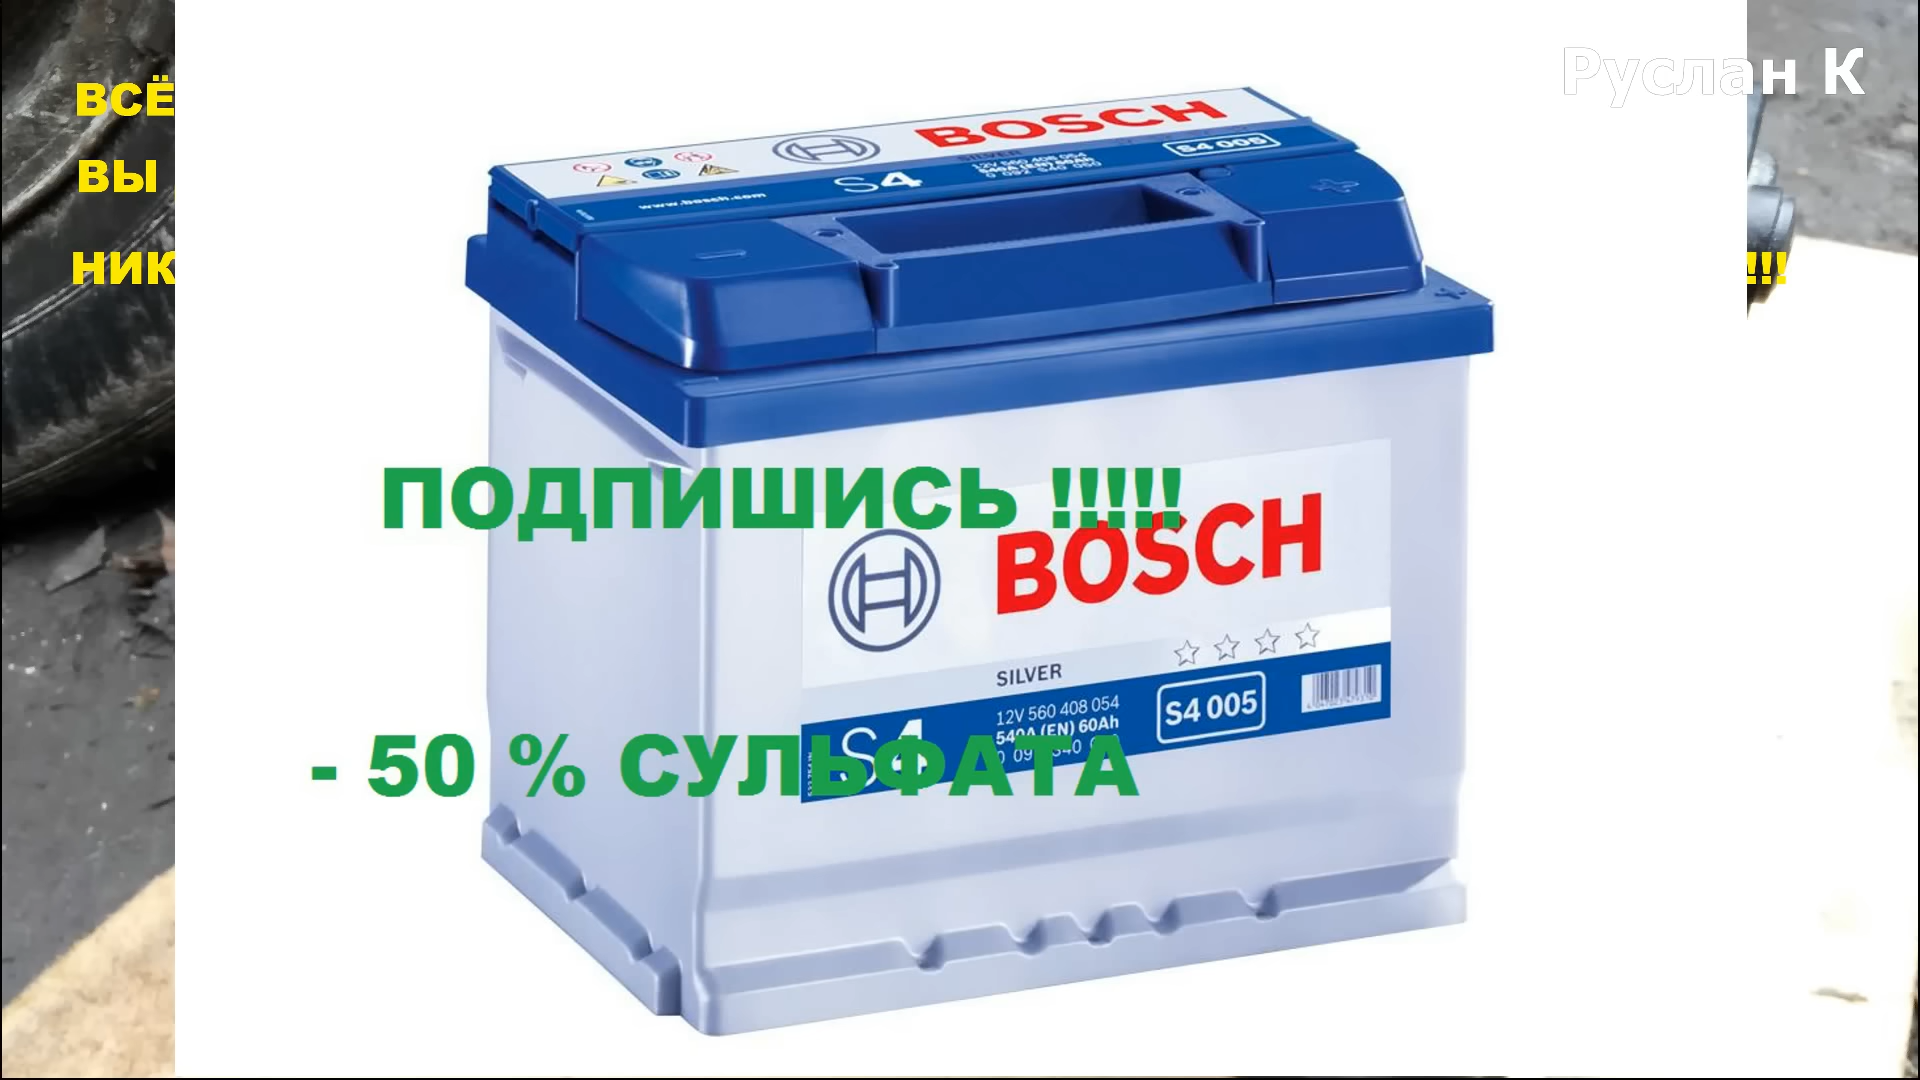 Руслан К
ВСЁ
ВЫ
НИК
!!!
BOSCH
SILVER
12V 560 408 054
540A (EN) 60Ah
S4 005
S4
www.bosch.com
ПОДПИШИСЬ !!!!!
BOSCH
SILVER
12V 560 408 054
540A (EN) 60Ah
S4 005
S4
- 50 % СУЛЬФАТА